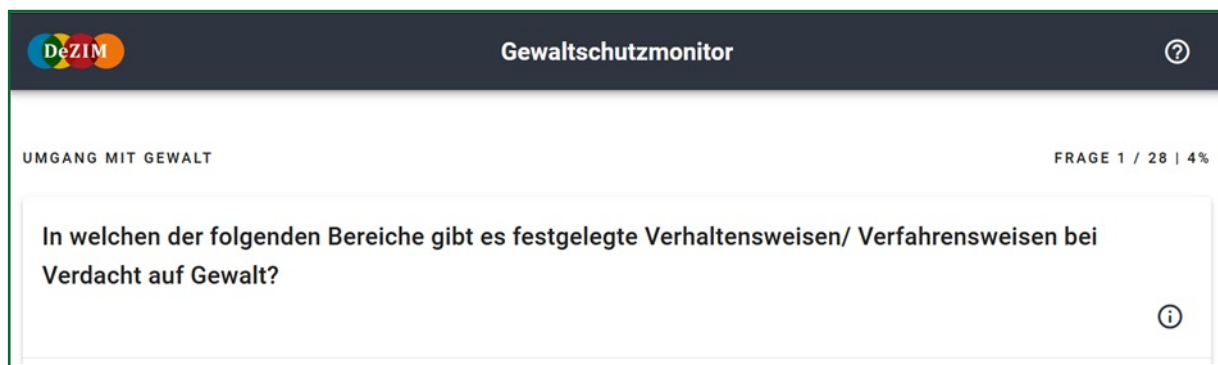 DeZIM
Gewaltschutzmonitor
UMGANG MIT GEWALT
FRAGE 1 / 28 | 4%
In welchen der folgenden Bereiche gibt es festgelegte Verhaltensweisen/ Verfahrensweisen bei
Verdacht auf Gewalt?